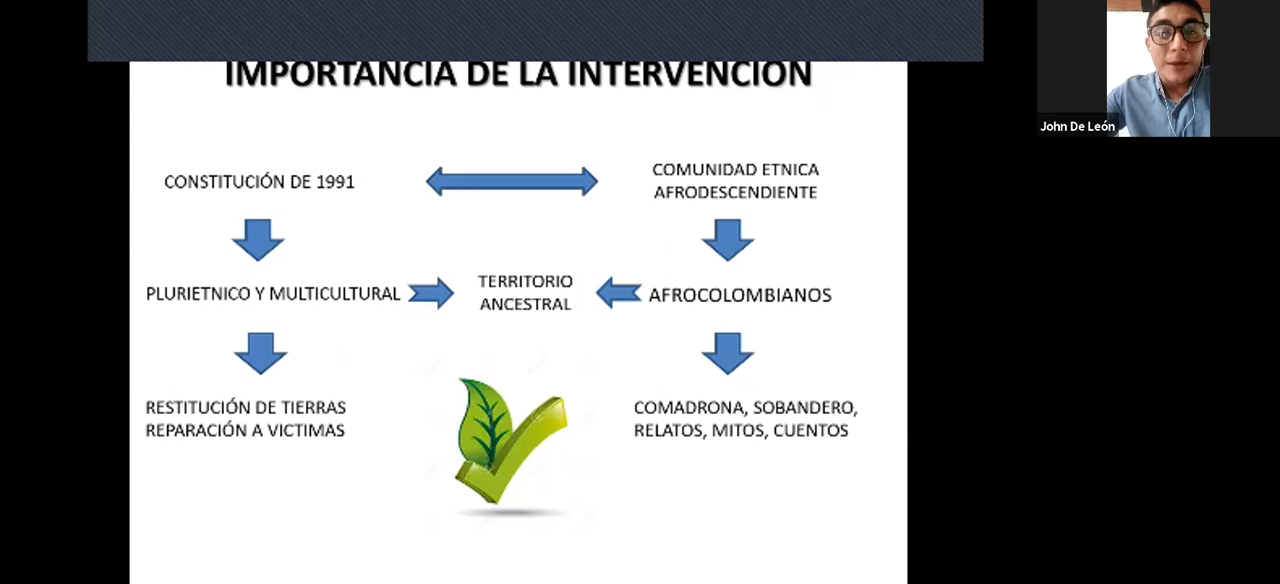 IMPORTANCIA DE LA INTERVENCIÓN
CONSTITUCIÓN DE 1991
COMUNIDAD ETNICA
AFRODESCENDIENTE
PLURIETNICO Y MULTICULTURAL
TERRITORIO
ANCESTRAL
AFROCOLOMBIANOS
RESTITUCIÓN DE TIERRAS
REPARACIÓN A VICTIMAS
COMADRONA, SOBANDERO,
RELATOS, MITOS, CUENTOS
John De León